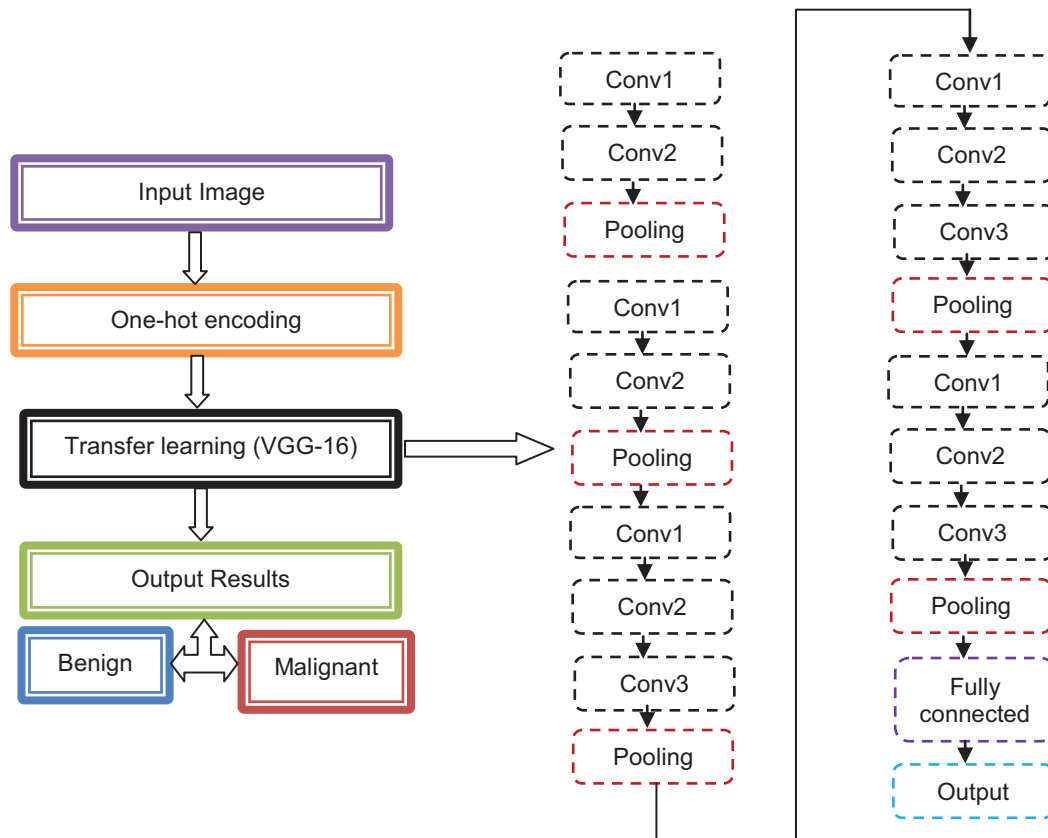 Input Image
One-hot encoding
Transfer learning (VGG-16)
Output Results
Benign
Malignant
Conv1
Conv2
Pooling
Conv1
Conv2
Pooling
Conv1
Conv2
Conv3
Pooling
Conv1
Conv2
Conv3
Pooling
Conv1
Conv2
Conv3
Pooling
Fully
connected
Output